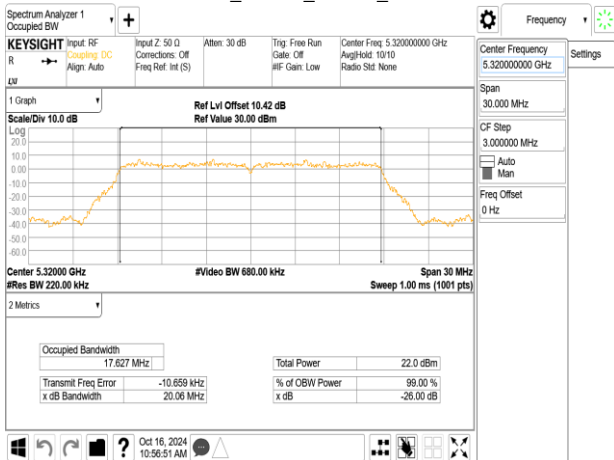 Spectrum Analyzer 1
Occupied BW
▼
+
Frequency
▼
KEYSIGHT
R
Input: RF
Coupling: DC
Align: Auto
Input Z: 50 Ω
Corrections: Off
Freq Ref: Int (S)
Atten: 30 dB
Trig: Free Run
Gate: Off
#IF Gain: Low
Center Freq: 5.320000000 GHz
Avg|Hold: 10/10
Radio Std: None
Center Frequency
5.320000000 GHz
Settings
Span
30.000 MHz
CF Step
3.000000 MHz
Auto
Man
Freq Offset
0 Hz
1 Graph
▼
Scale/Div 10.0 dB
Ref Lvl Offset 10.42 dB
Ref Value 30.00 dBm
Log
20.0
10.0
0.00
-10.0
-20.0
-30.0
-40.0
-50.0
-60.0
Center 5.32000 GHz
#Video BW 680.00 kHz
Span 30 MHz
#Res BW 220.00 kHz
Sweep 1.00 ms (1001 pts)
2 Metrics
▼
Occupied Bandwidth
17.627 MHz
Total Power 22.0 dBm
Transmit Freq Error -10.659 kHz
% of OBW Power 99.00 %
x dB Bandwidth 20.06 MHz
x dB -26.00 dB
?
Oct 16, 2024
10:56:51 AM